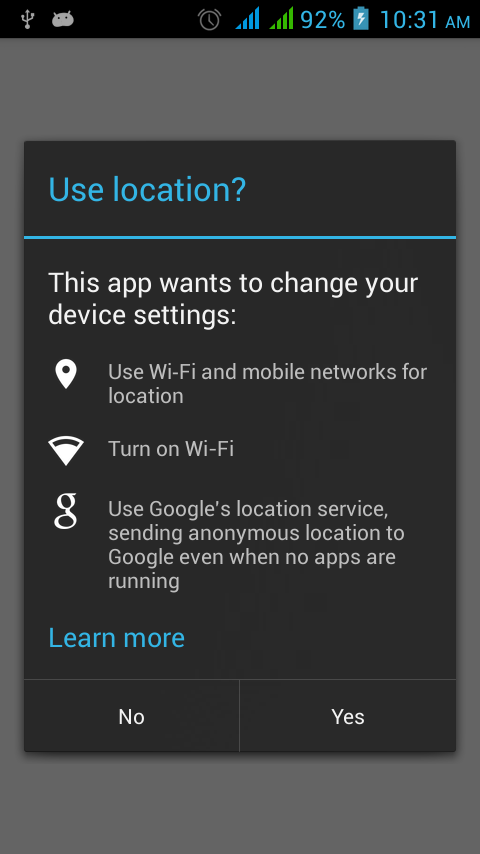 92% 10:31 AM
Use location?
This app wants to change your
device settings:
Use Wi-Fi and mobile networks for
location
Turn on Wi-Fi
Use Google's location service,
sending anonymous location to
Google even when no apps are
running
Learn more
No Yes